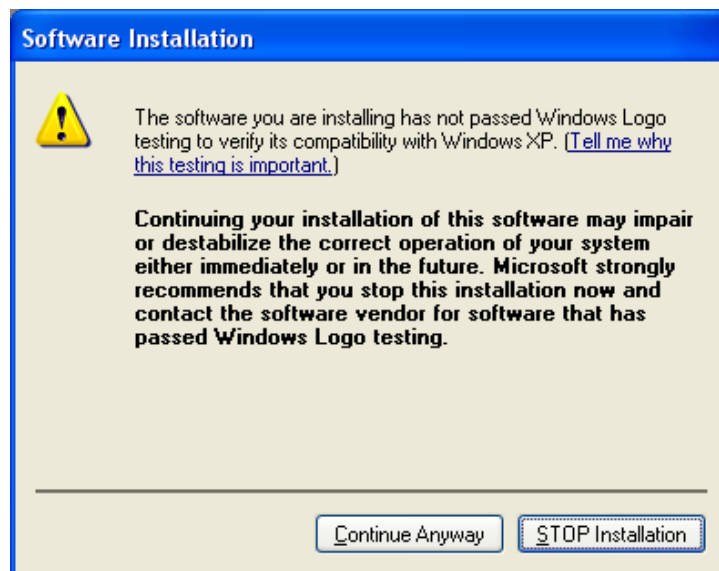 Software Installation
The software you are installing has not passed Windows Logo
testing to verify its compatibility with Windows XP. (Tell me why
this testing is important.)
Continuing your installation of this software may impair
or destabilize the correct operation of your system
either immediately or in the future. Microsoft strongly
recommends that you stop this installation now and
contact the software vendor for software that has
passed Windows Logo testing.
Continue Anyway
STOP Installation